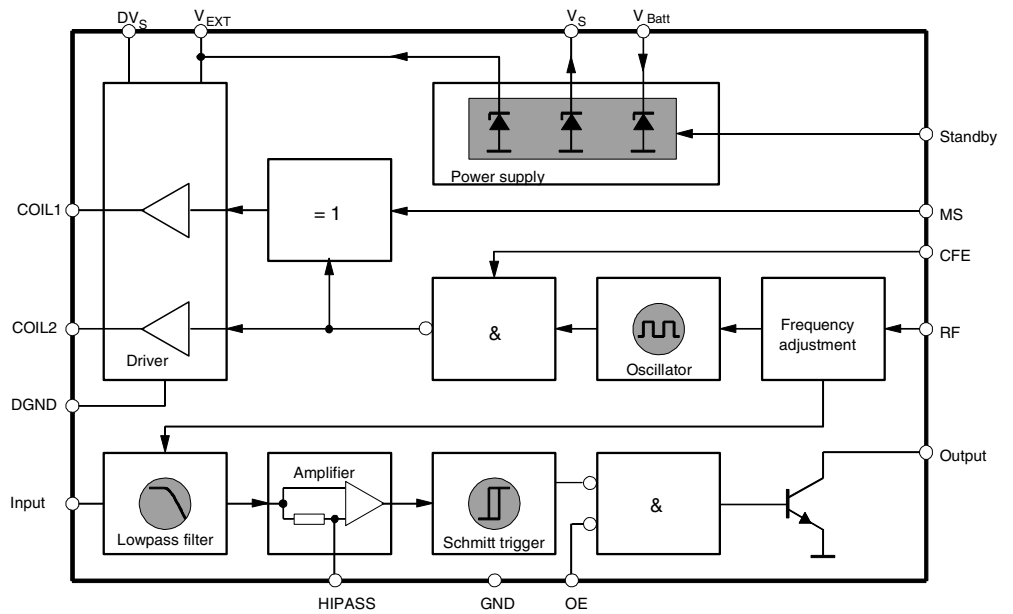 DVS
VEXT
VS
VBatt
Standby
Power supply
COIL1
= 1
MS
CFE
COIL2
&
Frequency
adjustment
RF
Driver
Oscillator
DGND
Amplifier
Output
Input
&
Lowpass filter
Schmitt trigger
HIPASS
GND
OE